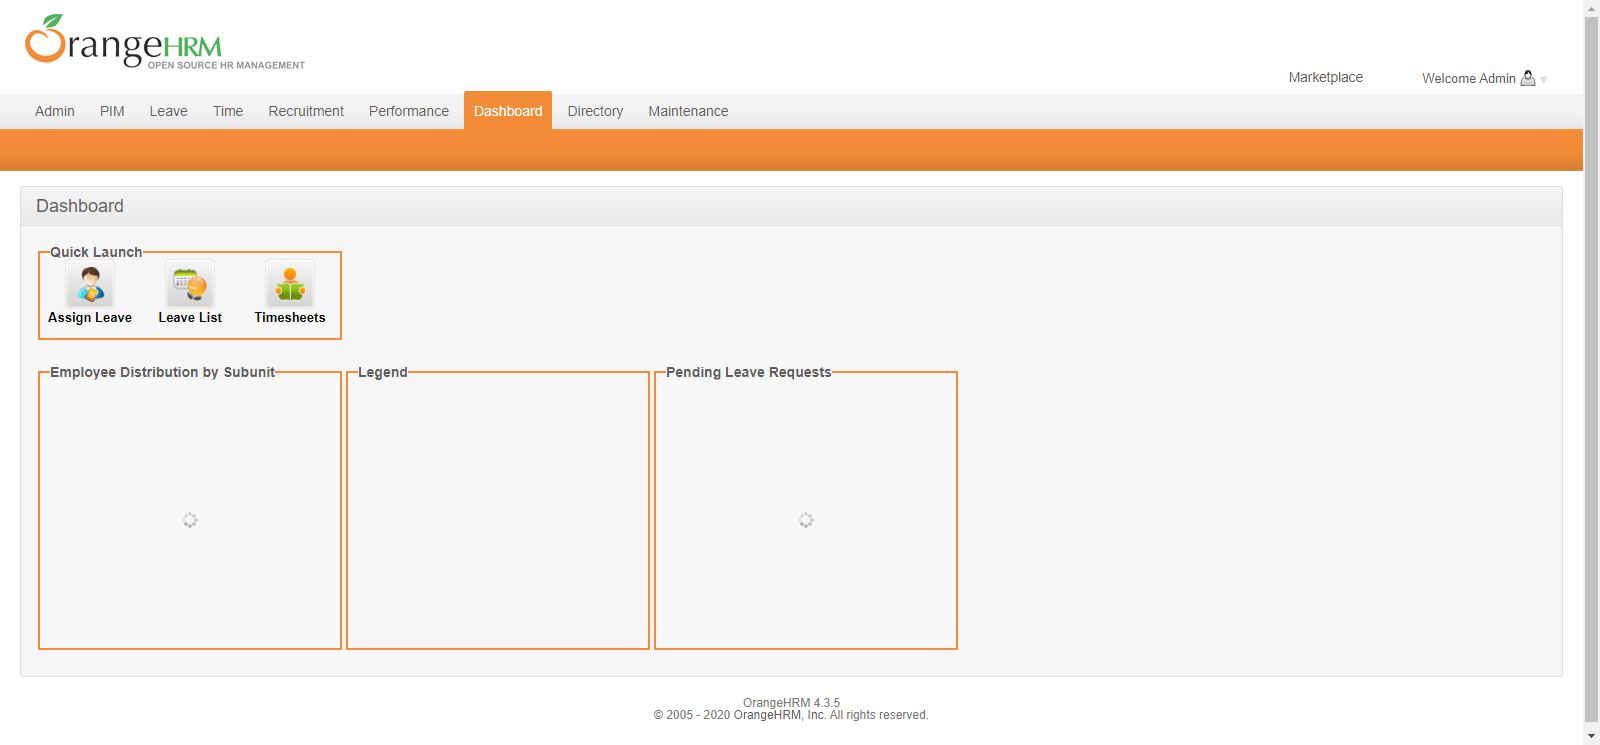 OrangeHRM
OPEN SOURCE HR MANAGEMENT
Marketplace
Welcome Admin
Admin PIM Leave Time Recruitment Performance Dashboard Directory Maintenance
Dashboard
Quick Launch
Assign Leave Leave List Timesheets
Employee Distribution by Subunit Legend Pending Leave Requests
OrangeHRM 4.3.5
© 2005 - 2020 OrangeHRM, Inc. All rights reserved.